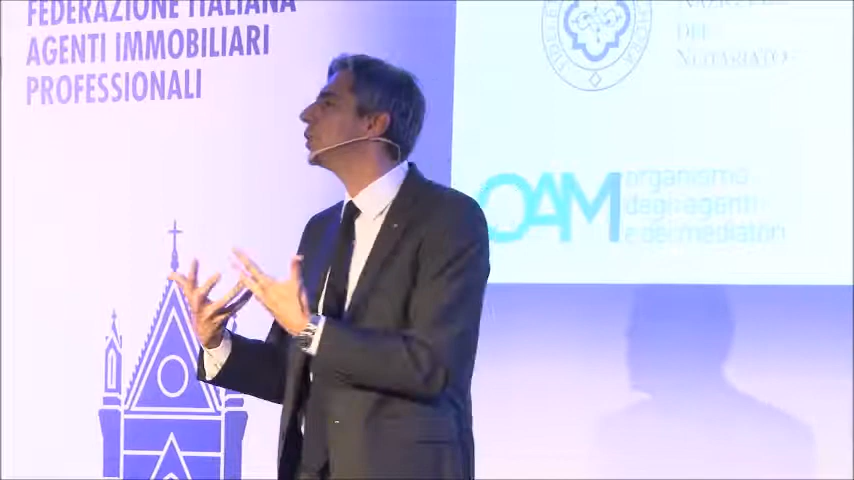 FEDERAZIONE ITALIANA
AGENTI IMMOBILIARI
PROFESSIONALI
DEL
NOTARIATO
OAM
organismo
degli agenti
e dei mediatori